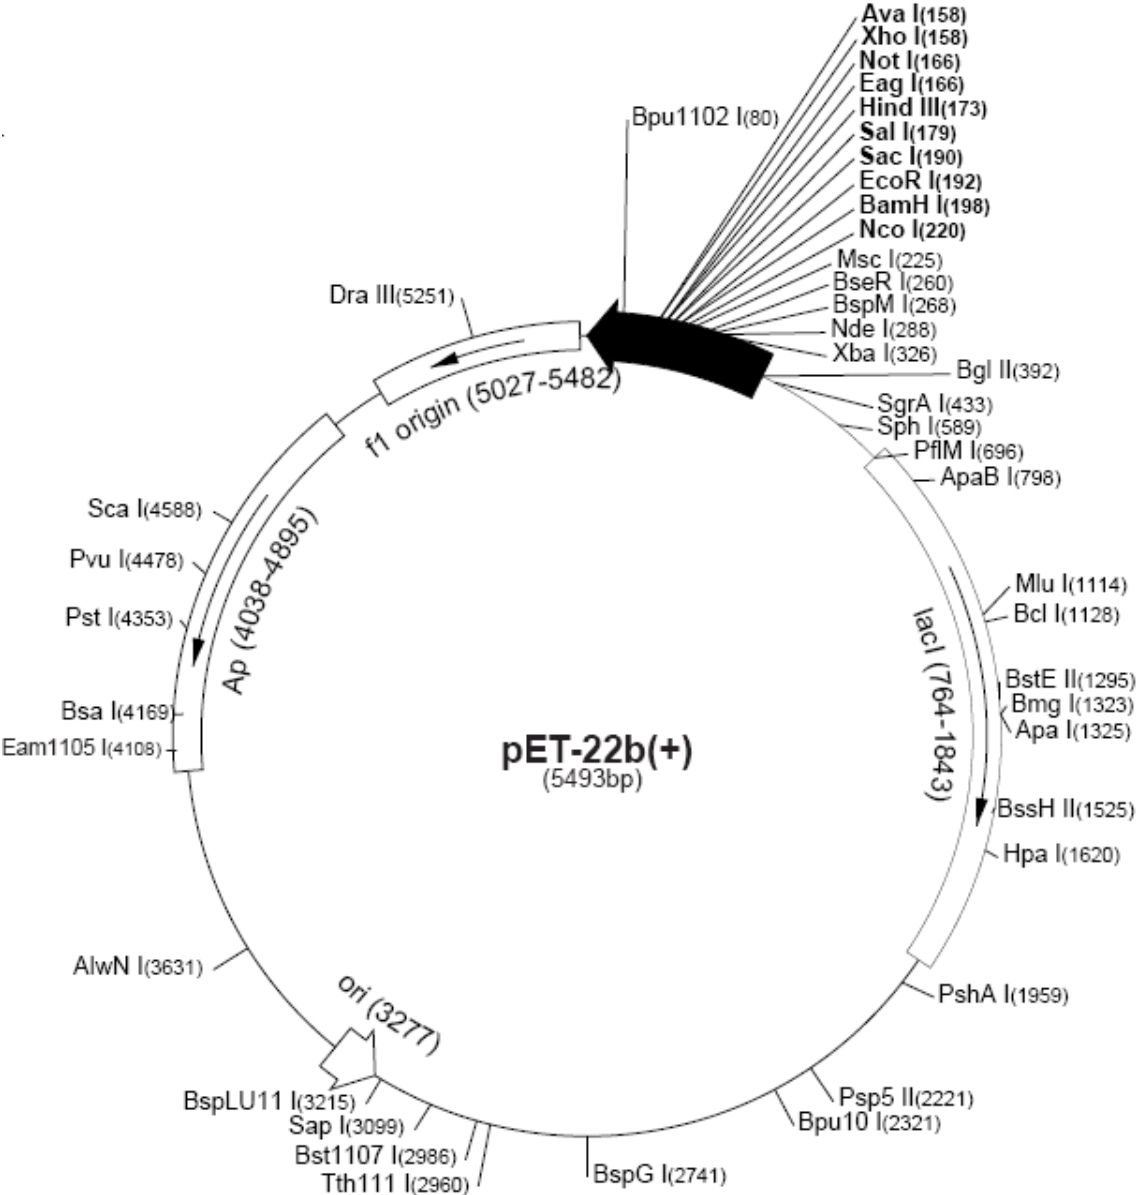 Ava I(158)
Xho I(158)
Not I(166)
Eag I(166)
Hind III(173)
Sal I(179)
Sac I(190)
EcoR I(192)
BamH I(198)
Nco I(220)
Bpu1102 I(80)
Msc I(225)
BseR I(260)
BspM I(268)
Nde I(288)
Xba I(326)
Bgl II(392)
SgrA I(433)
Sph I(589)
PflM I(696)
ApaB I(798)
Mlu I(1114)
Bcl I(1128)
BstE II(1295)
Bmg I(1323)
Apa I(1325)
BssH II(1525)
Hpa I(1620)
PshA I(1959)
Psp5 II(2221)
Bpu10 I(2321)
BspG I(2741)
Tth111 I(2960)
Bst1107 I(2986)
Sap I(3099)
BspLU11 I(3215)
AlwN I(3631)
Eam1105 I(4108)
Bsa I(4169)
Pst I(4353)
Pvu I(4478)
Sca I(4588)
Dra III(5251)
f1 origin (5027-5482)
Ap (4038-4895)
lacI (764-1843)
ori (3277)
pET-22b(+)
(5493bp)